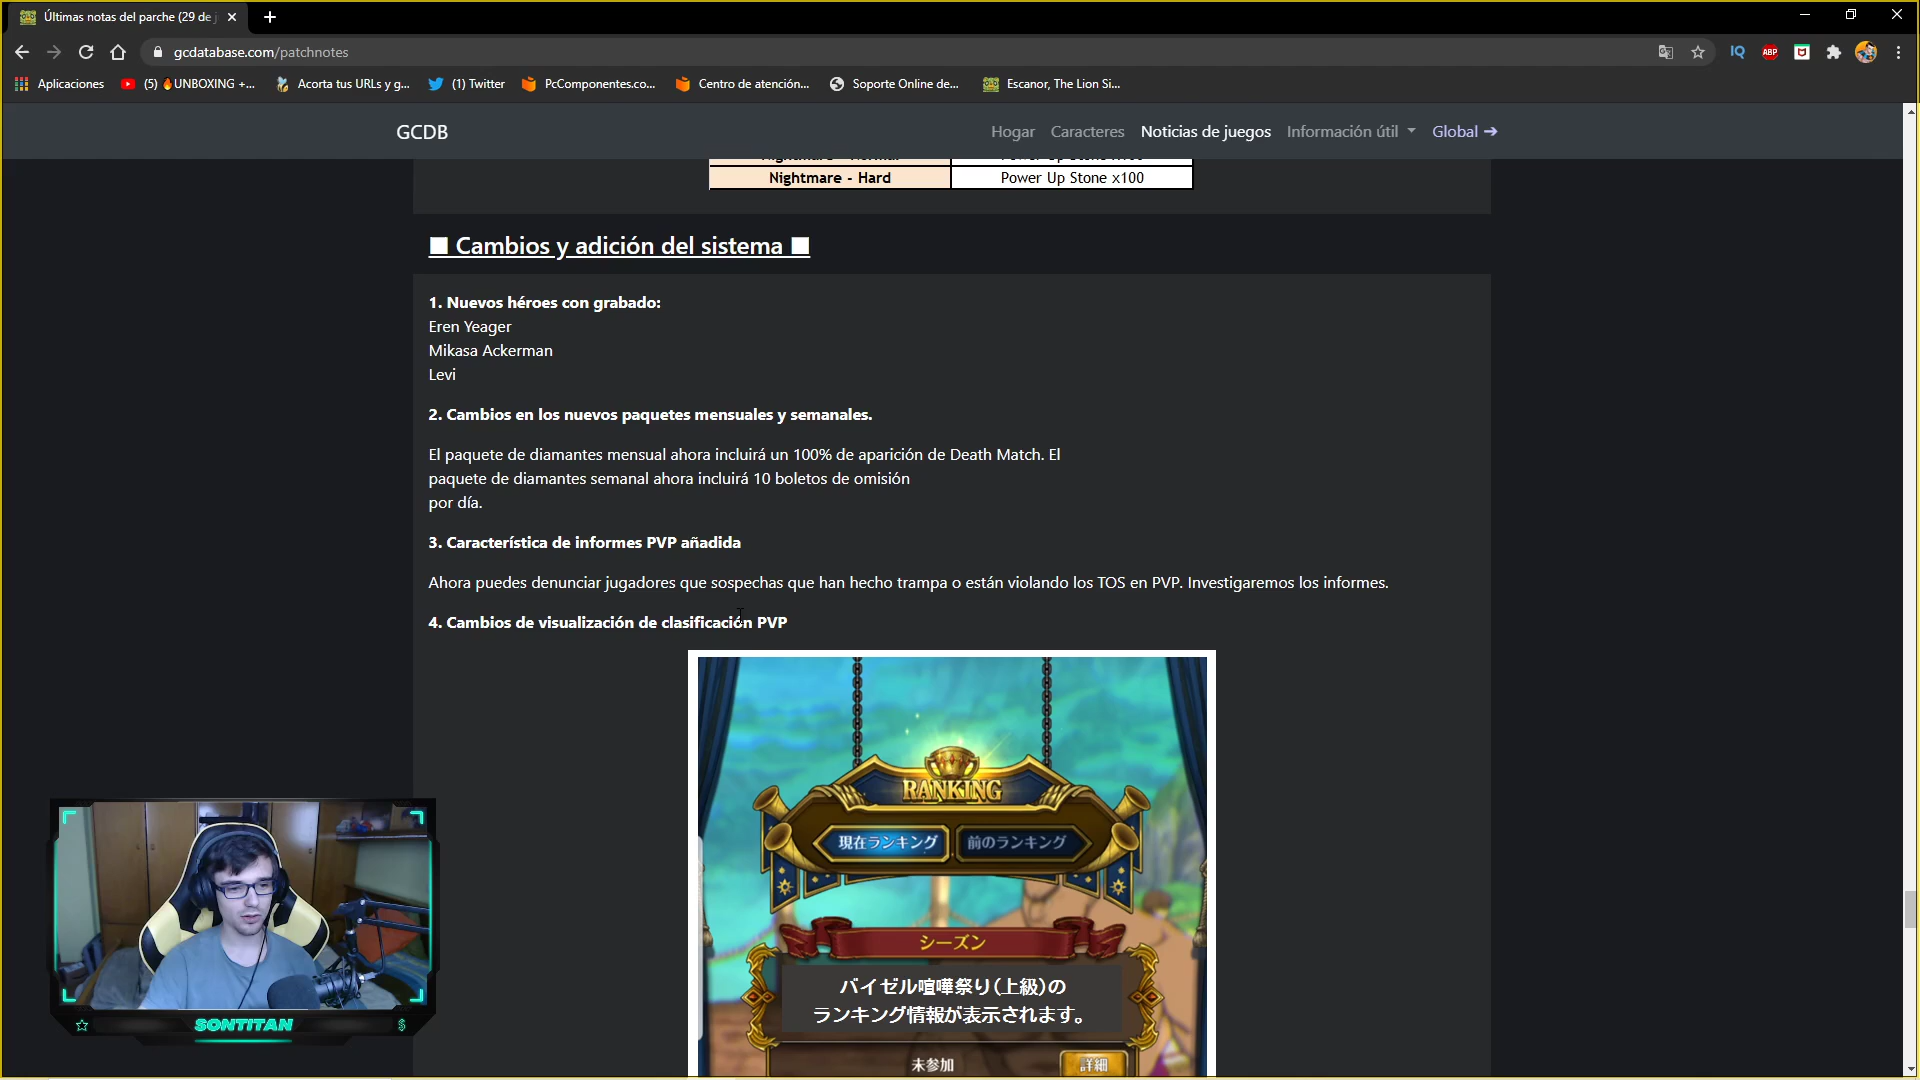 Últimas notas del parche (29 de j
gcdatabase.com/patchnotes
Aplicaciones
(5) 🔥UNBOXING +...
Acorta tus URLs y g...
(1) Twitter
PcComponentes.co...
Centro de atención...
Soporte Online de...
Escanor, The Lion Si...
IQ
ABP
GCDB
Hogar
Caracteres
Noticias de juegos
Información útil
Global →
Nightmare - Hard
Power Up Stone x100
■ Cambios y adición del sistema ■
1. Nuevos héroes con grabado:
Eren Yeager
Mikasa Ackerman
Levi
2. Cambios en los nuevos paquetes mensuales y semanales.
El paquete de diamantes mensual ahora incluirá un 100% de aparición de Death Match. El
paquete de diamantes semanal ahora incluirá 10 boletos de omisión
por día.
3. Característica de informes PVP añadida
Ahora puedes denunciar jugadores que sospechas que han hecho trampa o están violando los TOS en PVP. Investigaremos los informes.
4. Cambios de visualización de clasificación PVP
RANKING
現在ランキング
前のランキング
シーズン
バイゼル喧嘩祭り(上級)の
ランキング情報が表示されます。
未参加
詳細
SONTITAN